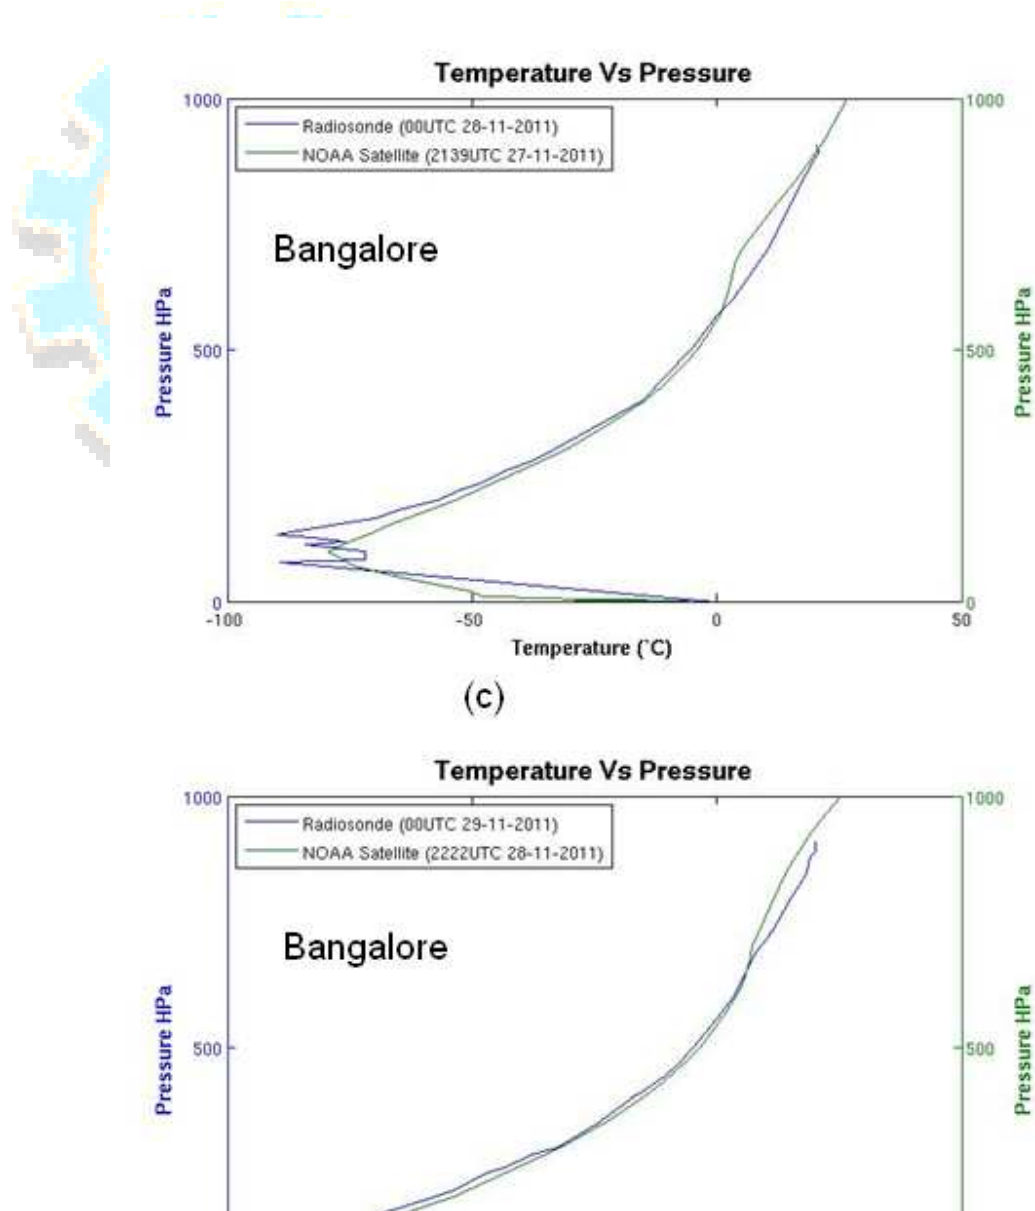 Temperature Vs Pressure
1000
1000
Radiosonde (00UTC 28-11-2011)
NOAA Satellite (2139UTC 27-11-2011)
Bangalore
Pressure HPa
Pressure HPa
500
500
0
0
-100
-50
0
50
Temperature (°C)
(c)
Temperature Vs Pressure
1000
1000
Radiosonde (00UTC 29-11-2011)
NOAA Satellite (2222UTC 28-11-2011)
Bangalore
Pressure HPa
Pressure HPa
500
500